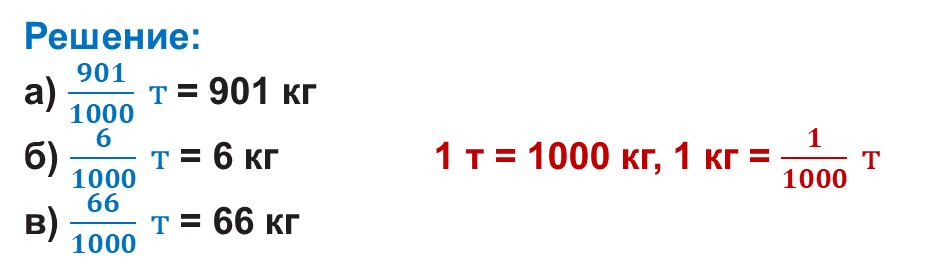 Решение:
а) 901/1000 т = 901 кг
б) 6/1000 т = 6 кг 1 т = 1000 кг, 1 кг = 1/1000 т
в) 66/1000 т = 66 кг